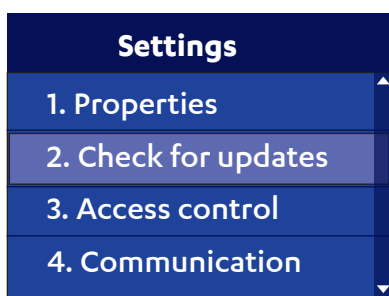 Settings
1. Properties
2. Check for updates
3. Access control
4. Communication